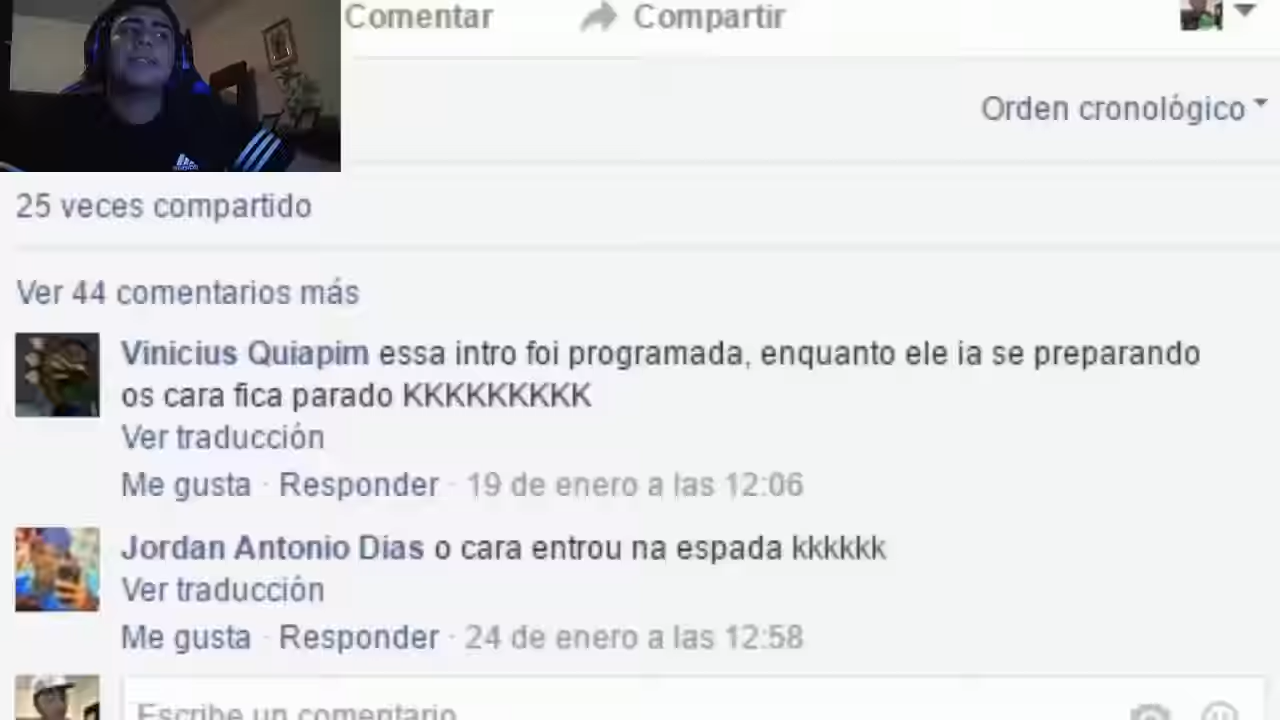 Comentar
Compartir
Orden cronológico
25 veces compartido
Ver 44 comentarios más
Vinicius Quiapim essa intro foi programada, enquanto ele ia se preparando
os cara fica parado KKKKKKKKK
Ver traducción
Me gusta · Responder · 19 de enero a las 12:06
Jordan Antonio Dias o cara entrou na espada kkkkkk
Ver traducción
Me gusta · Responder · 24 de enero a las 12:58
Escribe un comentario